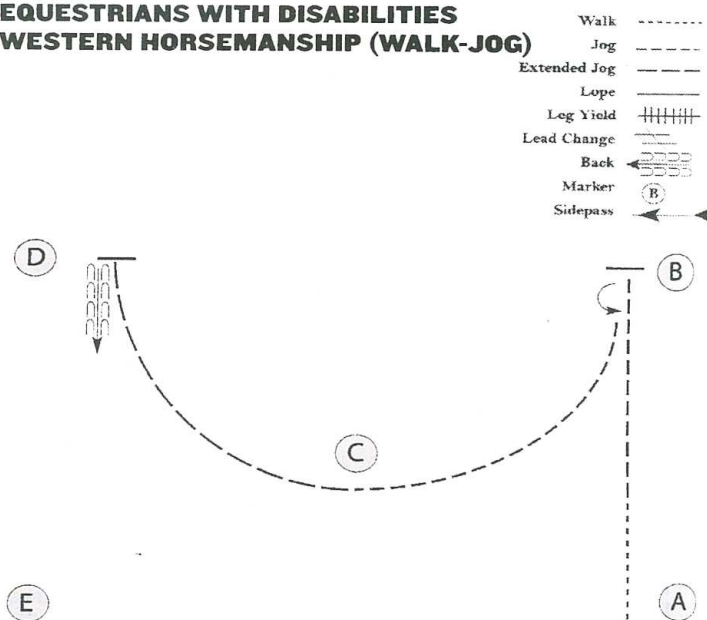 EQUESTRIANS WITH DISABILITIES
WESTERN HORSEMANSHIP (WALK-JOG)
Walk
Jog
Extended Jog
Lope
Leg Yield
Lead Change
Back
Marker B
Sidepass
D
B
C
E
A